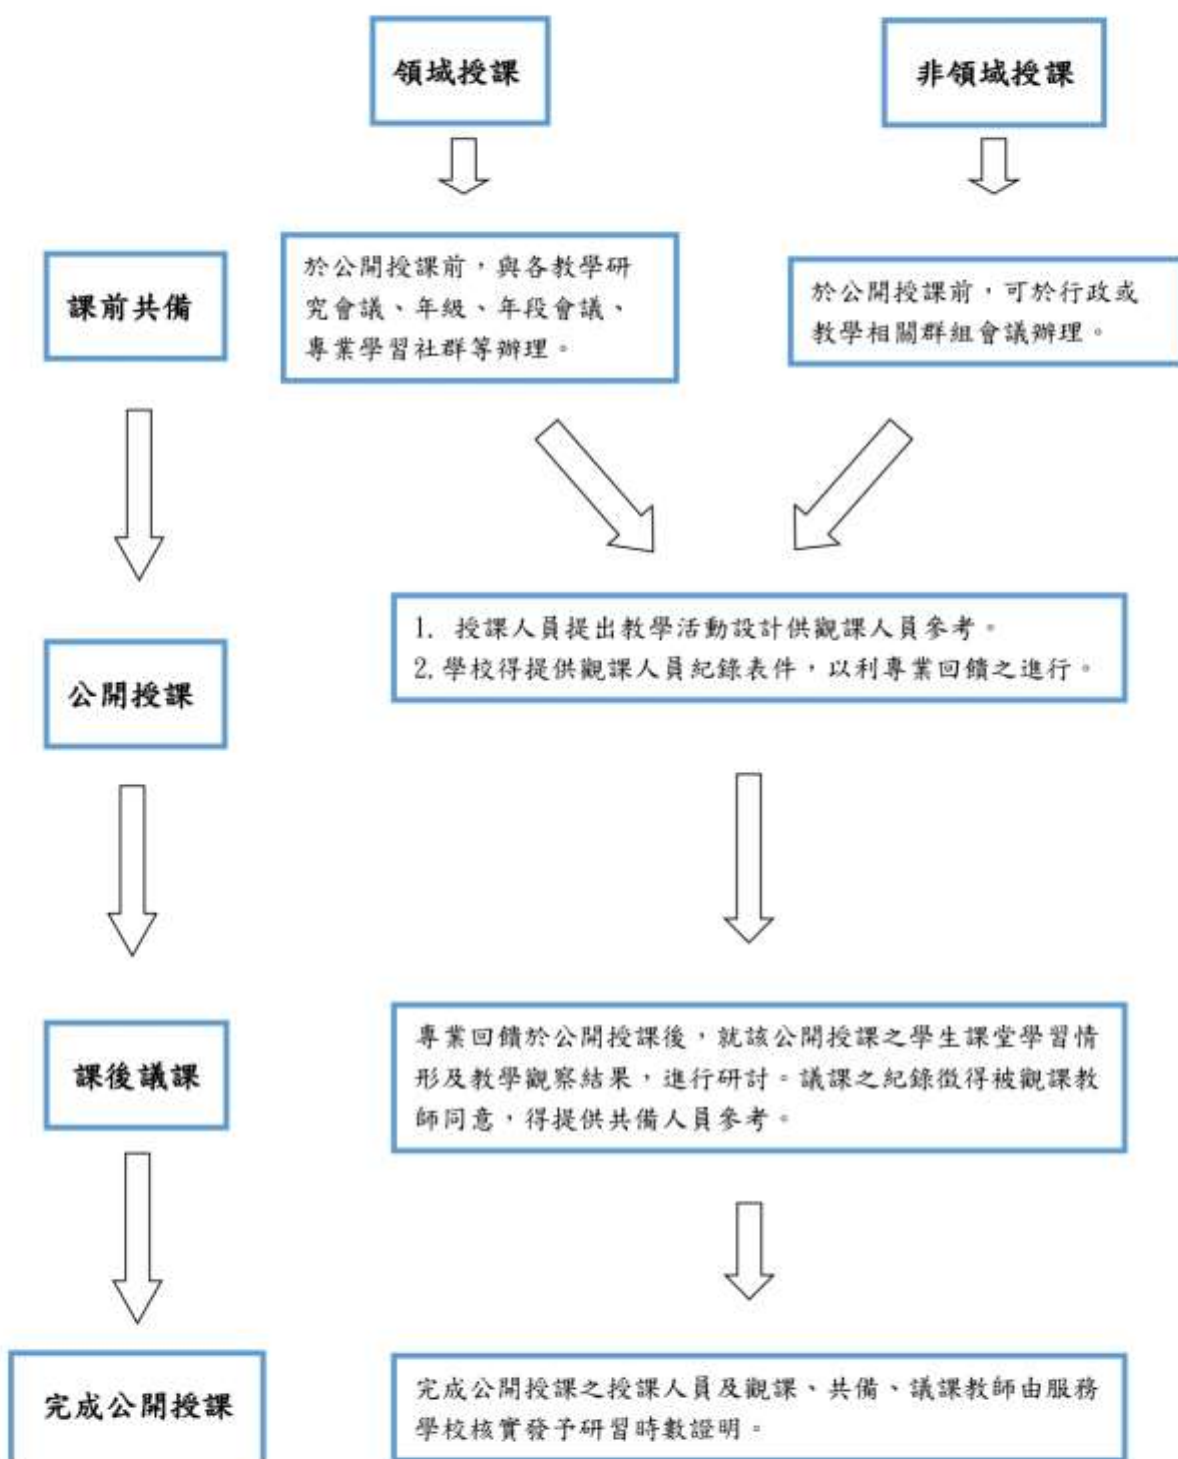 領域授課
非領域授課
課前共備
於公開授課前，與各教學研
究會議、年級、年段會議、
專業學習社群等辦理。
於公開授課前，可於行政或
教學相關群組會議辦理。
公開授課
1. 授課人員提出教學活動設計供觀課人員參考。
2. 學校得提供觀課人員紀錄表件，以利專業回饋之進行。
課後議課
專業回饋於公開授課後，就該公開授課之學生課堂學習情
形及教學觀察結果，進行研討。議課之紀錄徵得被觀課教
師同意，得提供共備人員參考。
完成公開授課
完成公開授課之授課人員及觀課、共備、議課教師由服務
學校核實發予研習時數證明。